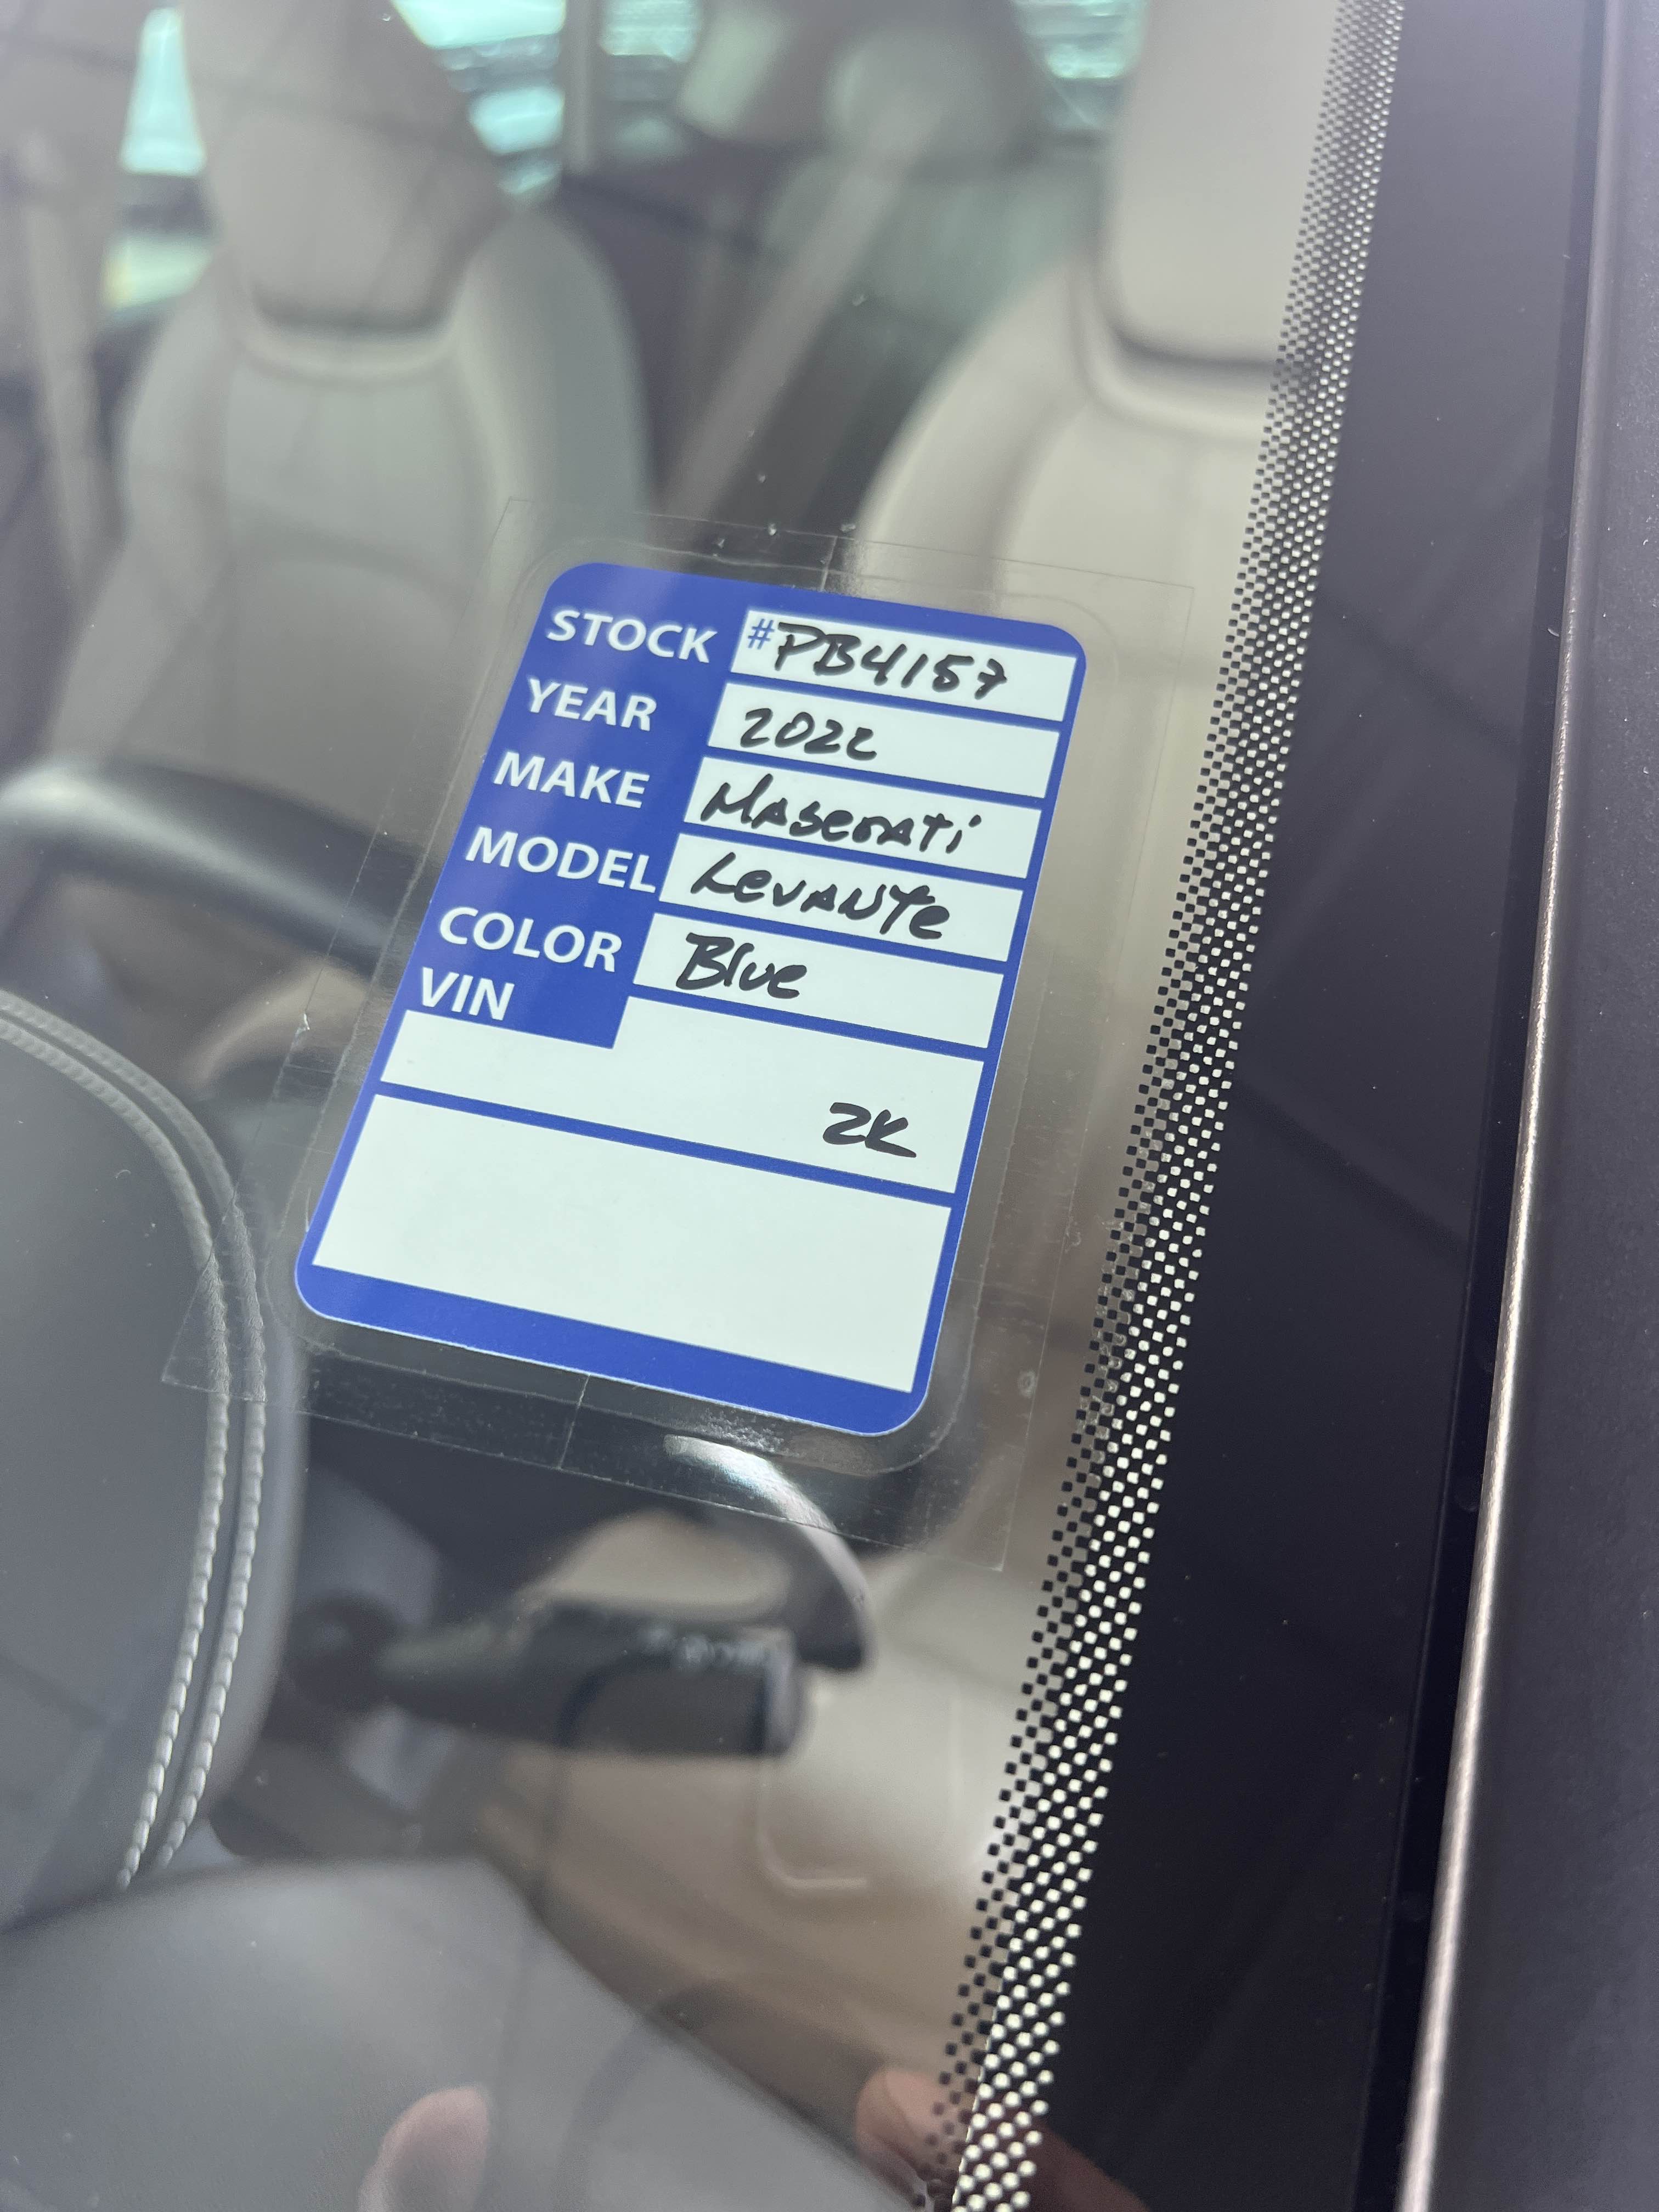 STOCK #PB4157
YEAR 2022
MAKE Maserati
MODEL Levante
COLOR Blue
VIN
2K